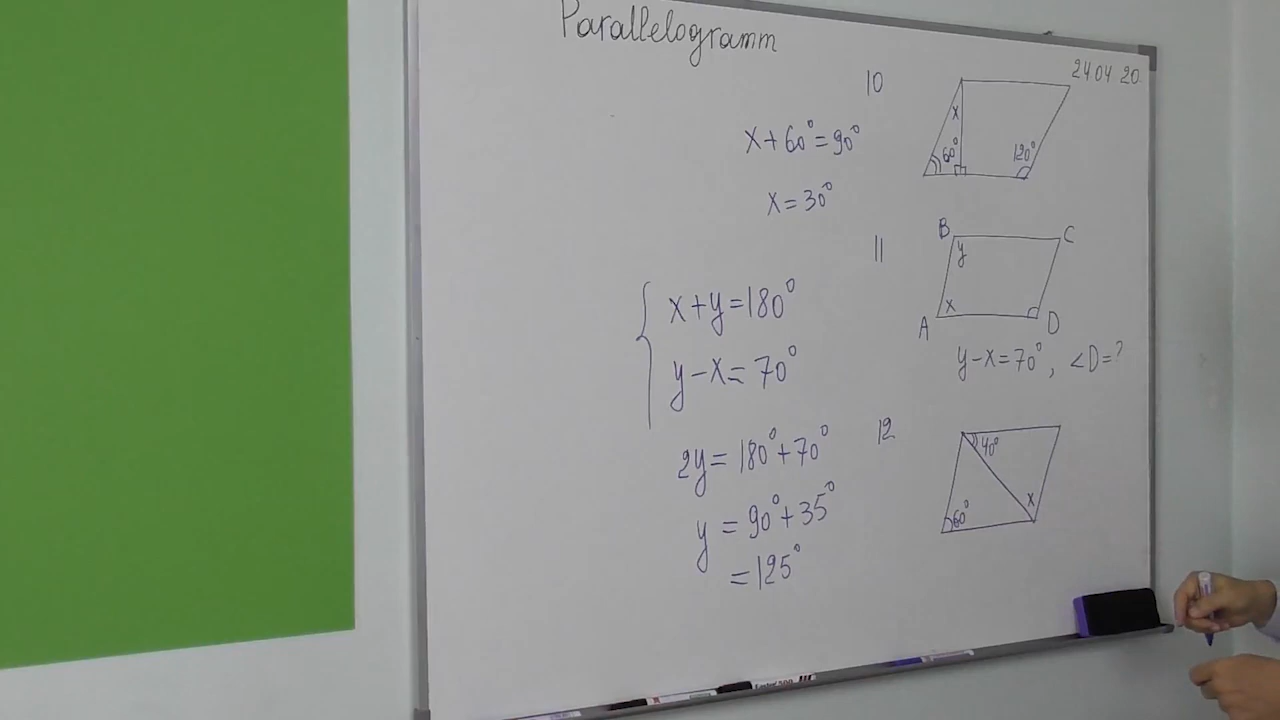 Parallelogramm
24 04 20
10
x
60°
120°
x+60°=90°
x=30°
11
B
C
y
x
A
D
y-x=70°, ∠D=?
x+y=180°
y-x=70°
2y=180°+70°
y=90°+35°
=125°
12
40°
60°
x